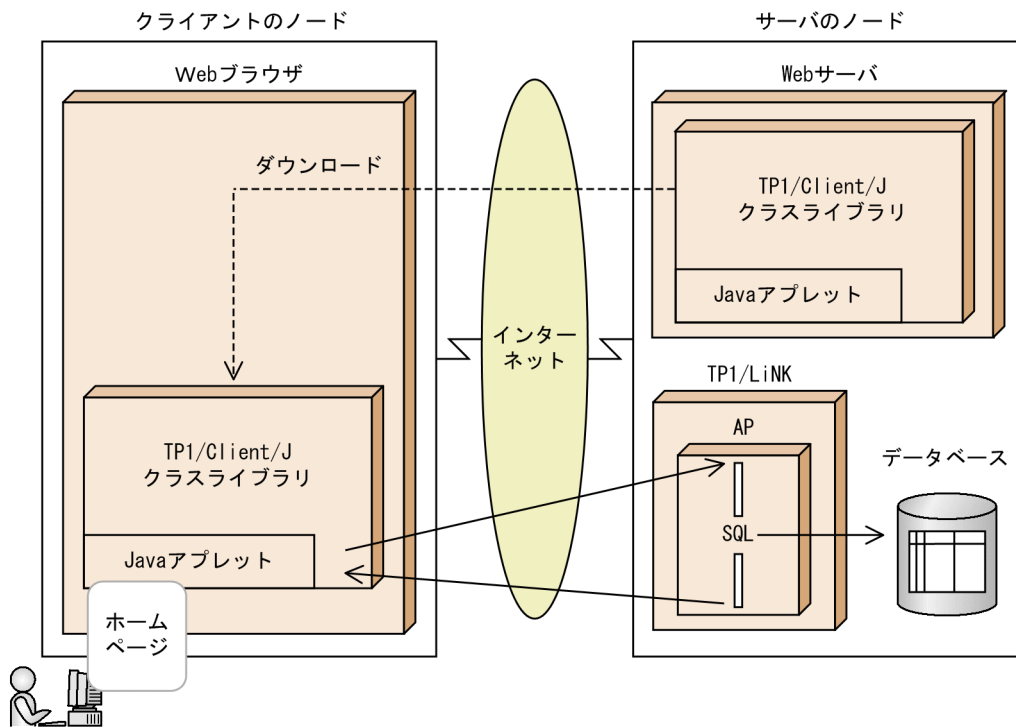 クライアントのノード
Webブラウザ
ダウンロード
TP1/Client/J
クラスライブラリ
Javaアプレット
ホーム
ページ
インター
ネット
サーバのノード
Webサーバ
TP1/Client/J
クラスライブラリ
Javaアプレット
TP1/LiNK
AP
SQL
データベース